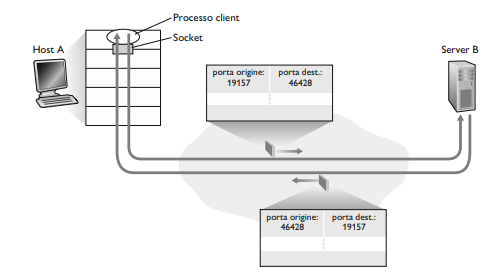 Processo client
Socket
Host A
Server B
porta origine: porta dest.:
19157 46428
porta origine: porta dest.:
46428 19157